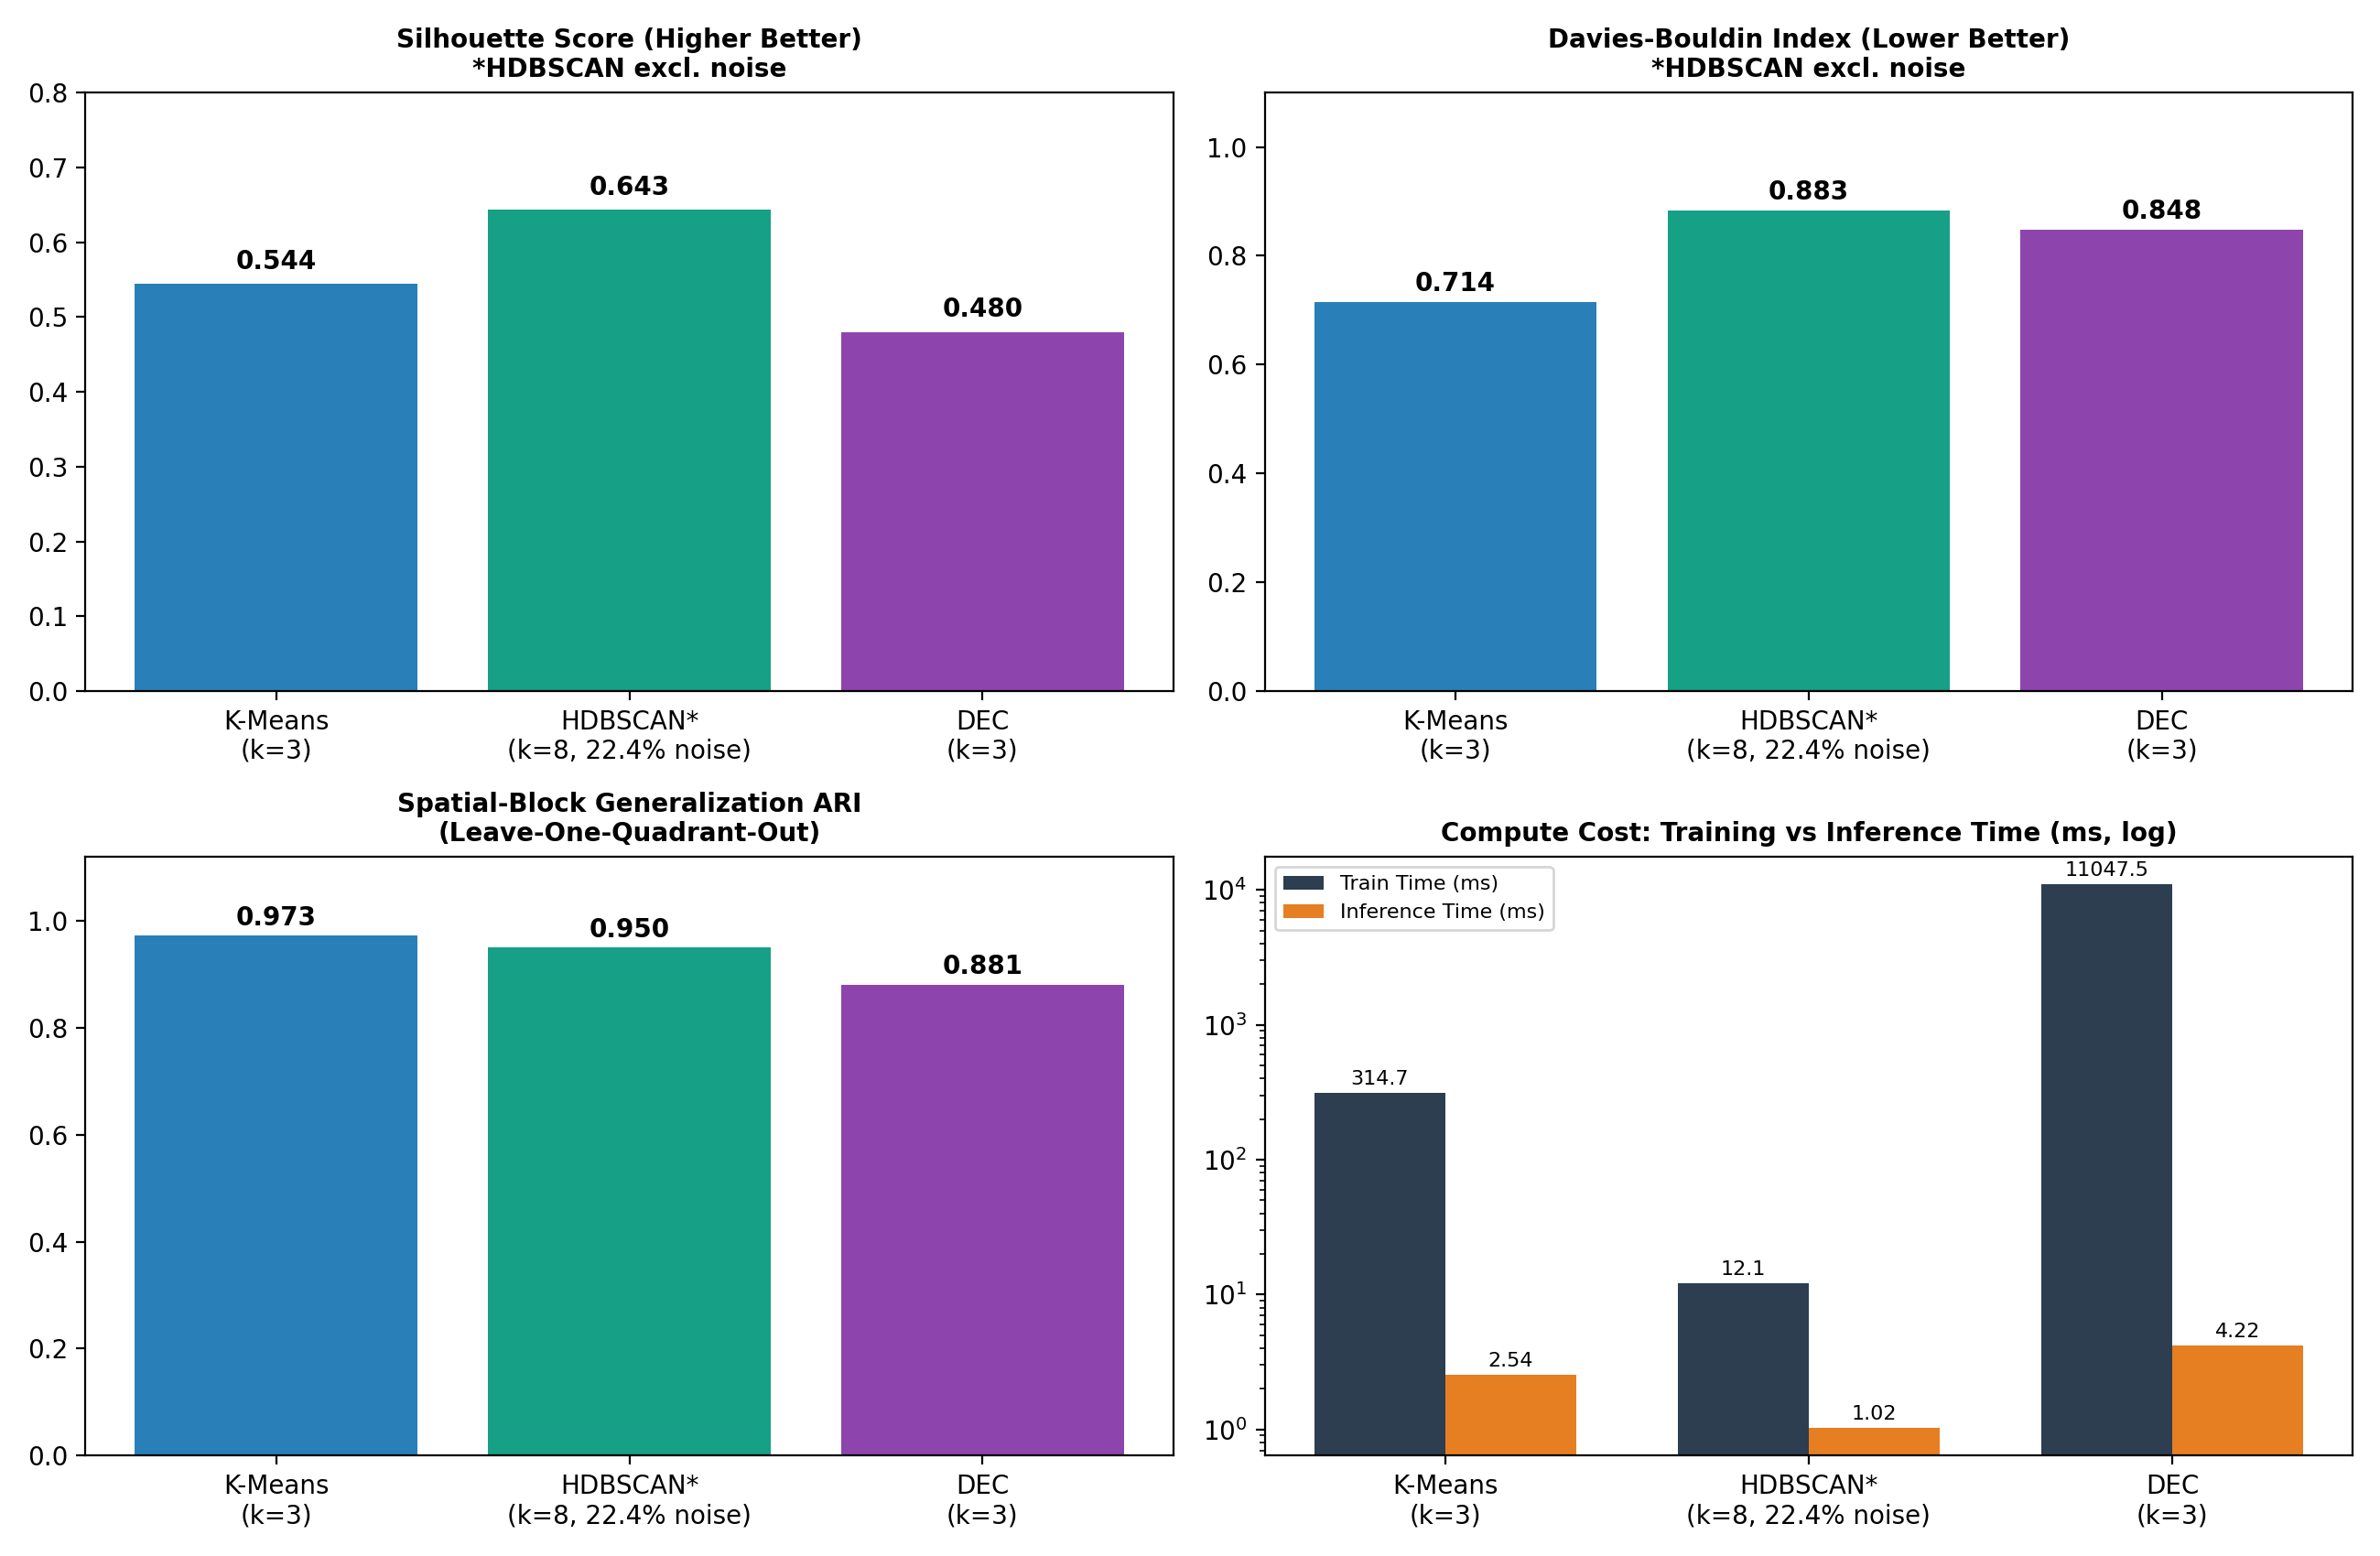 Silhouette Score (Higher Better)
*HDBSCAN excl. noise
0.8
0.7
0.6
0.5
0.4
0.3
0.2
0.1
0.0
0.544
0.643
0.480
K-Means
(k=3)
HDBSCAN*
(k=8, 22.4% noise)
DEC
(k=3)
Davies-Bouldin Index (Lower Better)
*HDBSCAN excl. noise
1.0
0.8
0.6
0.4
0.2
0.0
0.714
0.883
0.848
K-Means
(k=3)
HDBSCAN*
(k=8, 22.4% noise)
DEC
(k=3)
Spatial-Block Generalization ARI
(Leave-One-Quadrant-Out)
1.0
0.8
0.6
0.4
0.2
0.0
0.973
0.950
0.881
K-Means
(k=3)
HDBSCAN*
(k=8, 22.4% noise)
DEC
(k=3)
Compute Cost: Training vs Inference Time (ms, log)
Train Time (ms)
Inference Time (ms)
10⁴
10³
10²
10¹
10⁰
314.7
2.54
12.1
1.02
11047.5
4.22
K-Means
(k=3)
HDBSCAN*
(k=8, 22.4% noise)
DEC
(k=3)